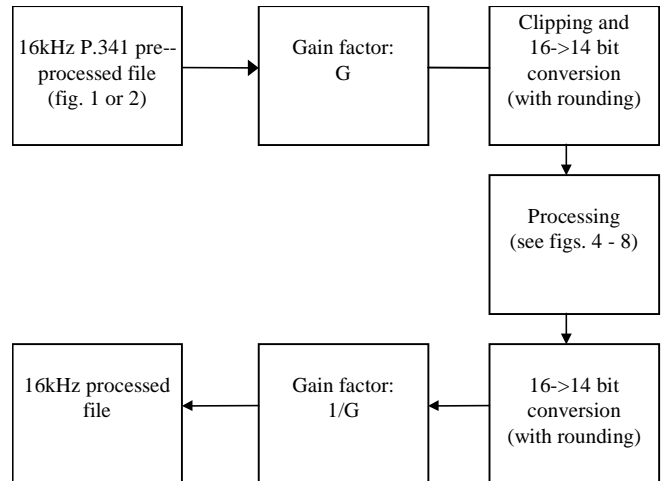 16kHz P.341 pre--
processed file
(fig. 1 or 2)
Gain factor:
G
Clipping and
16->14 bit
conversion
(with rounding)
Processing
(see figs. 4 - 8)
16->14 bit
conversion
(with rounding)
Gain factor:
1/G
16kHz processed
file